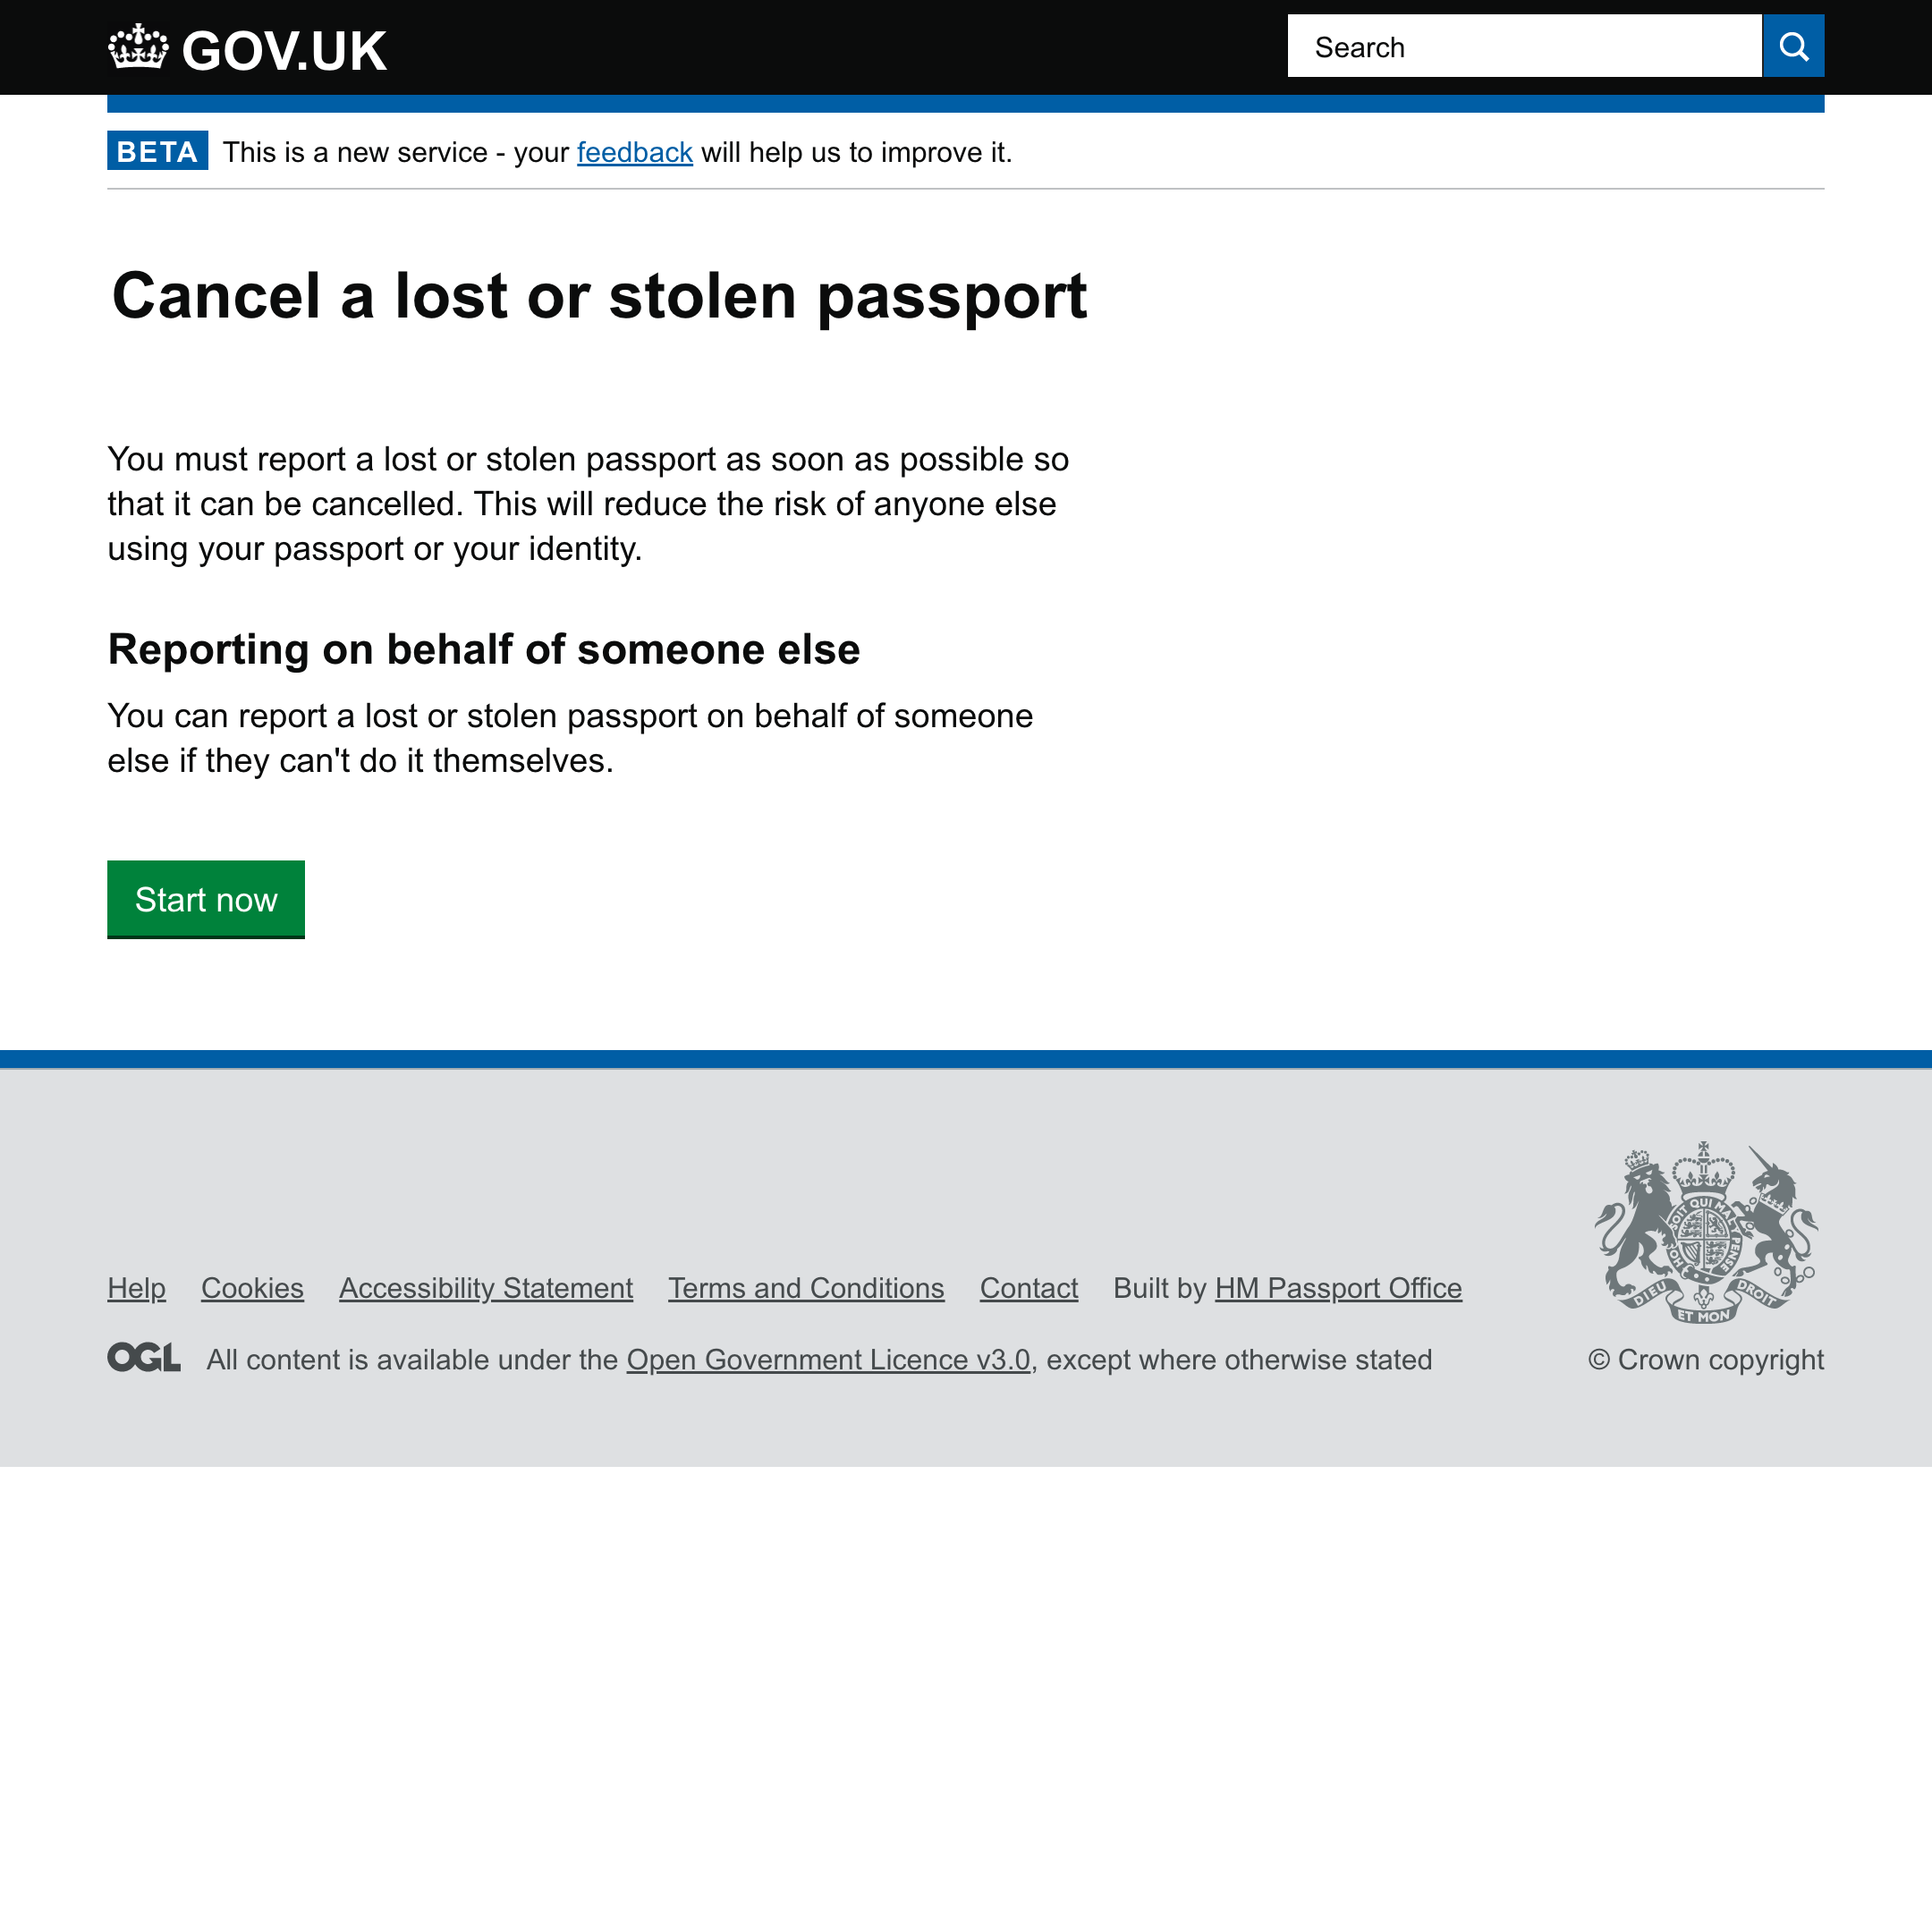 GOV.UK
Search
BETA This is a new service - your feedback will help us to improve it.
Cancel a lost or stolen passport
You must report a lost or stolen passport as soon as possible so
that it can be cancelled. This will reduce the risk of anyone else
using your passport or your identity.
Reporting on behalf of someone else
You can report a lost or stolen passport on behalf of someone
else if they can't do it themselves.
Start now
SOIT QUI MAL
HON
PENSE
DIEU
ET MON
DROIT
Help Cookies Accessibility Statement Terms and Conditions Contact Built by HM Passport Office
OGL All content is available under the Open Government Licence v3.0, except where otherwise stated
© Crown copyright